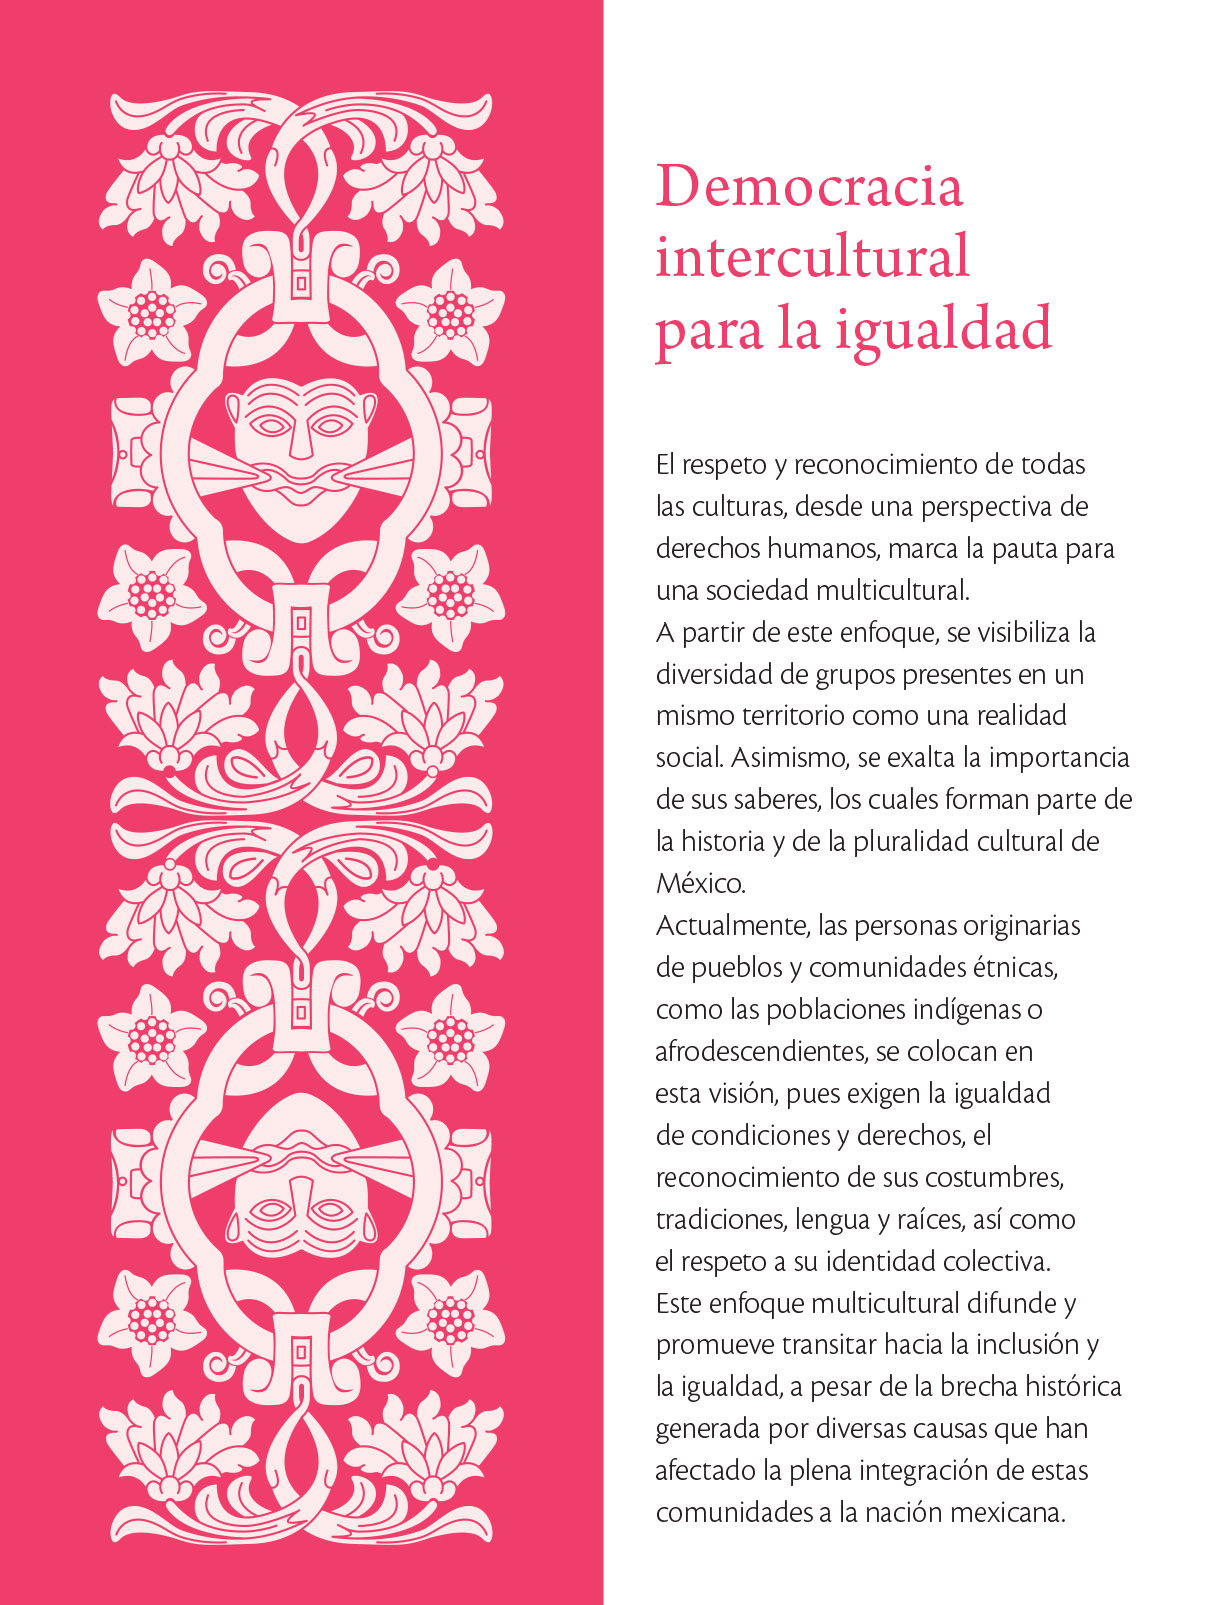 Democracia
intercultural
para la igualdad
El respeto y reconocimiento de todas
las culturas, desde una perspectiva de
derechos humanos, marca la pauta para
una sociedad multicultural.
A partir de este enfoque, se visibiliza la
diversidad de grupos presentes en un
mismo territorio como una realidad
social. Asimismo, se exalta la importancia
de sus saberes, los cuales forman parte de
la historia y de la pluralidad cultural de
México.
Actualmente, las personas originarias
de pueblos y comunidades étnicas,
como las poblaciones indígenas o
afrodescendientes, se colocan en
esta visión, pues exigen la igualdad
de condiciones y derechos, el
reconocimiento de sus costumbres,
tradiciones, lengua y raíces, así como
el respeto a su identidad colectiva.
Este enfoque multicultural difunde y
promueve transitar hacia la inclusión y
la igualdad, a pesar de la brecha histórica
generada por diversas causas que han
afectado la plena integración de estas
comunidades a la nación mexicana.